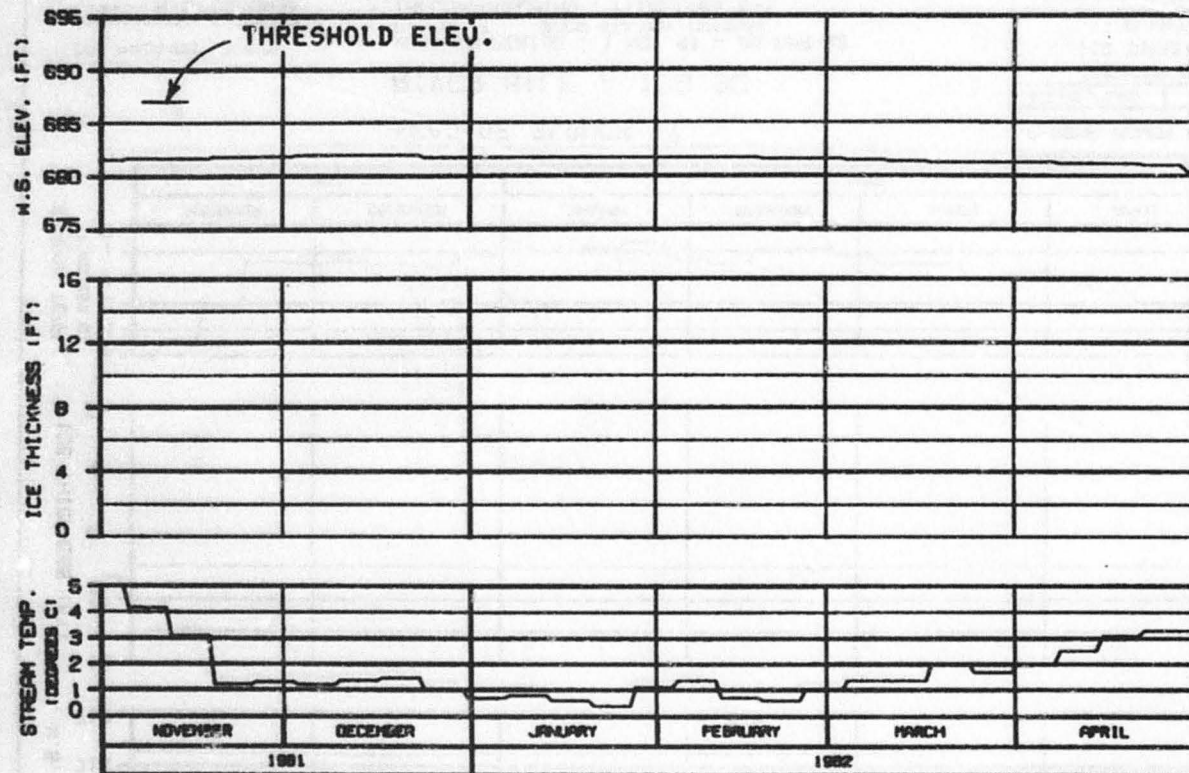 THRESHOLD ELEV.
W.S. ELEV. (FT)
695
690
685
680
675
ICE THICKNESS (FT)
16
12
8
4
0
STREAM TEMP.
(DEGREES C)
5
4
3
2
1
0
NOVEMBER
DECEMBER
JANUARY
FEBRUARY
MARCH
APRIL
1981
1982